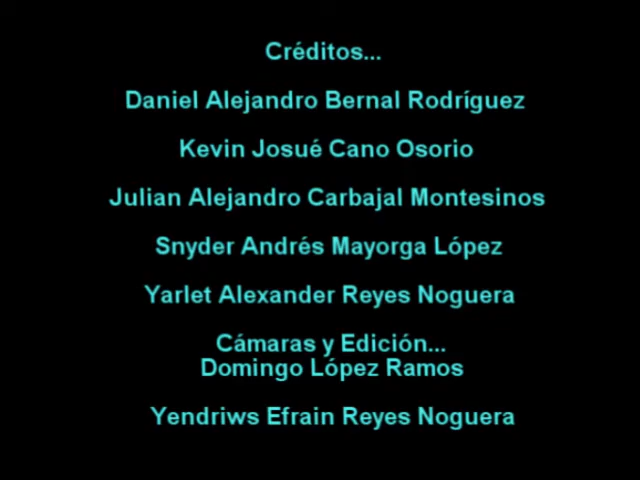 Créditos...
Daniel Alejandro Bernal Rodríguez
Kevin Josué Cano Osorio
Julian Alejandro Carbajal Montesinos
Snyder Andrés Mayorga López
Yarlet Alexander Reyes Noguera
Cámaras y Edición...
Domingo López Ramos
Yendriws Efrain Reyes Noguera